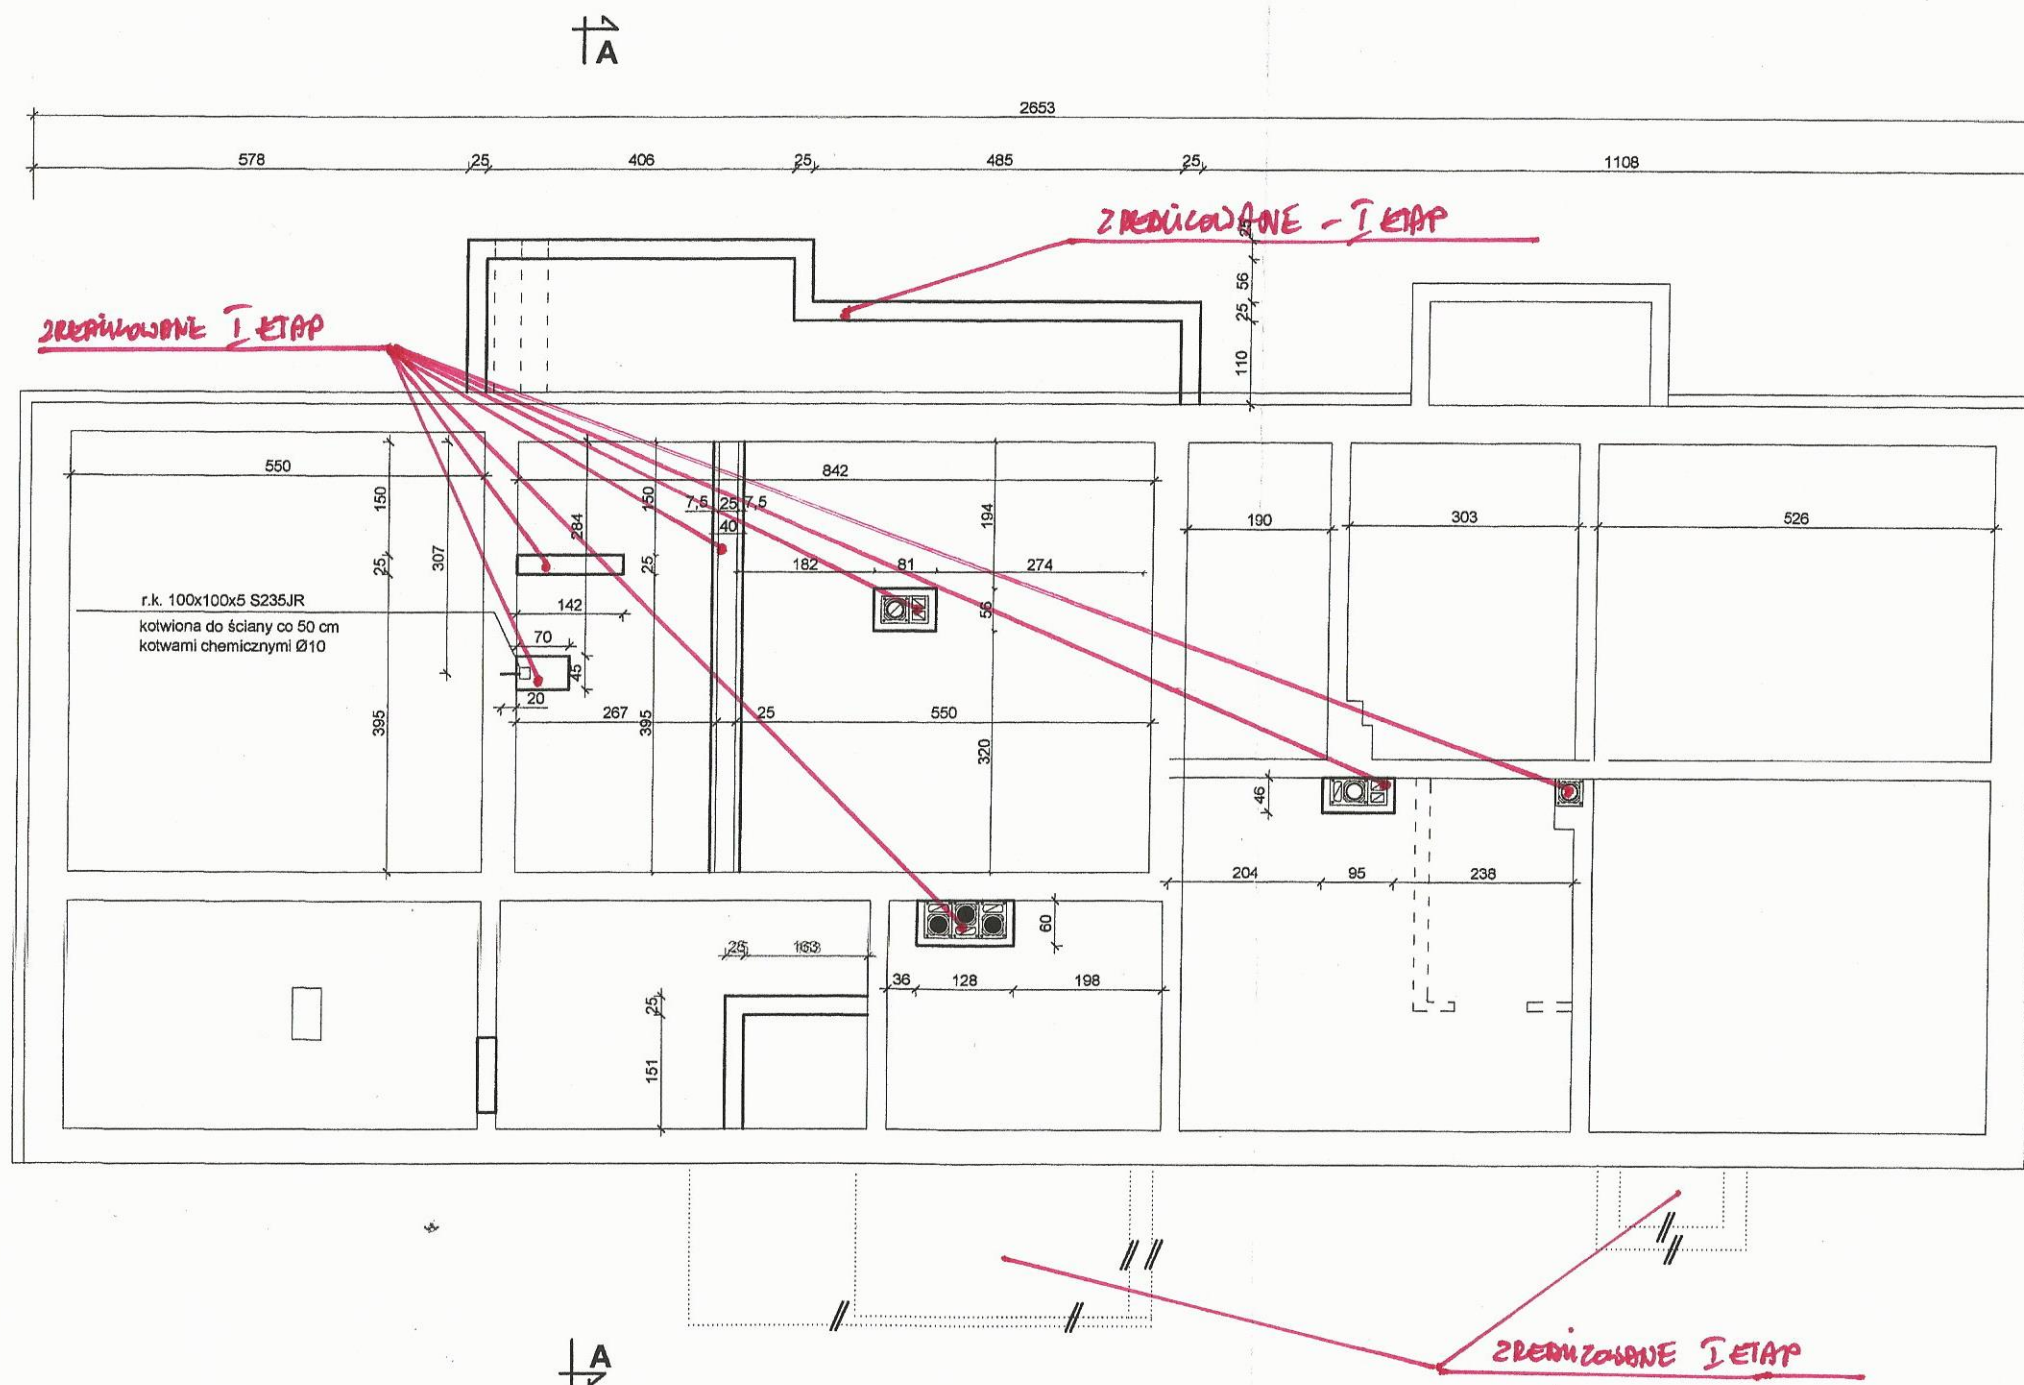 A
2653
578 25 406 25 485 25 1108
ZREALIZOWANE - I ETAP
25
56
25
110
ZREALIZOWANE I ETAP
550
150
25
307
395
284
150
25
395
842
7,5 25 7,5
40
194
182 81 274
56
320
190
303
526
r.k. 100x100x5 S235JR
kotwiona do ściany co 50 cm
kotwami chemicznymi Ø10
142
70
45
20
267 25 550
46
204 95 238
60
36 128 198
25 163
25
151
ZREALIZOWANE I ETAP
A